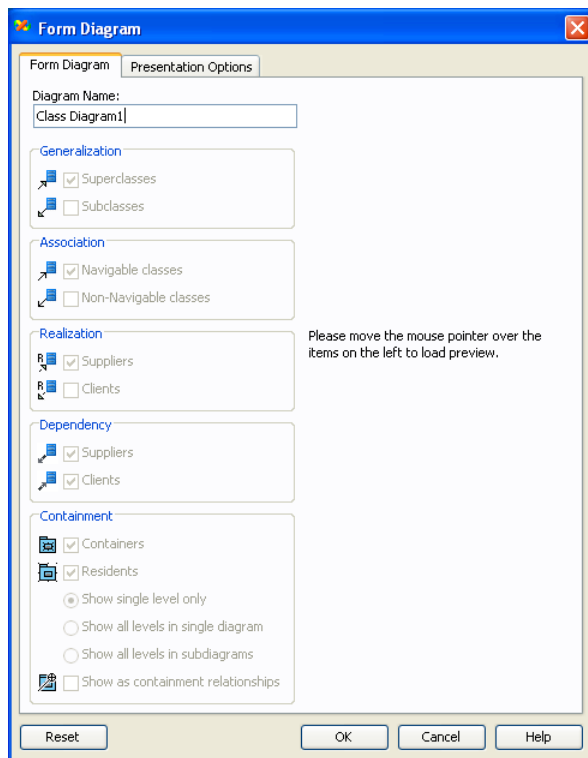 Form Diagram
Form Diagram
Presentation Options
Diagram Name:
Class Diagram1
Generalization
Superclasses
Subclasses
Association
Navigable classes
Non-Navigable classes
Realization
R
Suppliers
R
Clients
Please move the mouse pointer over the
items on the left to load preview.
Dependency
Suppliers
Clients
Containment
Containers
Residents
Show single level only
Show all levels in single diagram
Show all levels in subdiagrams
Show as containment relationships
Reset
OK
Cancel
Help